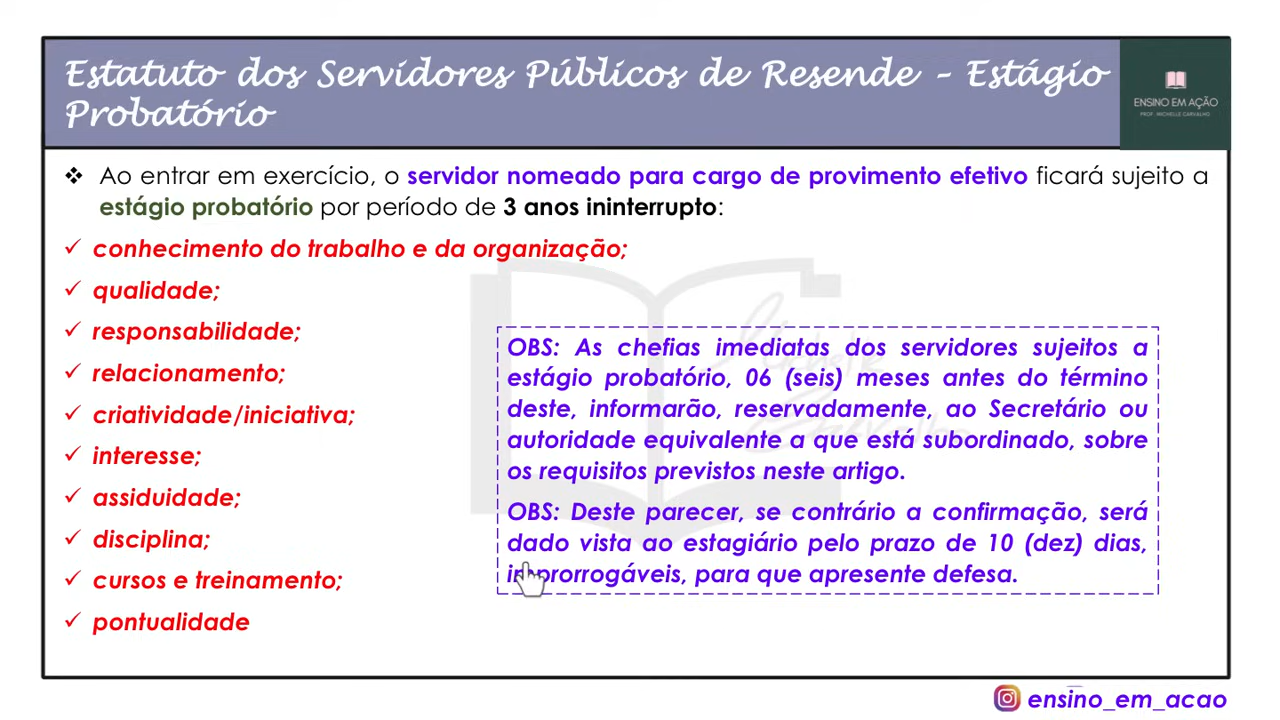 Estatuto dos Servidores Públicos de Resende – Estágio
Probatório
ENSINO EM AÇÃO
PROF. MICHELLE CARVALHO
❖ Ao entrar em exercício, o servidor nomeado para cargo de provimento efetivo ficará sujeito a
estágio probatório por período de 3 anos ininterrupto:
✓ conhecimento do trabalho e da organização;
✓ qualidade;
✓ responsabilidade;
✓ relacionamento;
✓ criatividade/iniciativa;
✓ interesse;
✓ assiduidade;
✓ disciplina;
✓ cursos e treinamento;
✓ pontualidade
OBS: As chefias imediatas dos servidores sujeitos a
estágio probatório, 06 (seis) meses antes do término
deste, informarão, reservadamente, ao Secretário ou
autoridade equivalente a que está subordinado, sobre
os requisitos previstos neste artigo.
OBS: Deste parecer, se contrário a confirmação, será
dado vista ao estagiário pelo prazo de 10 (dez) dias,
improrrogáveis, para que apresente defesa.
Michelle
Carvalho
ensino_em_acao